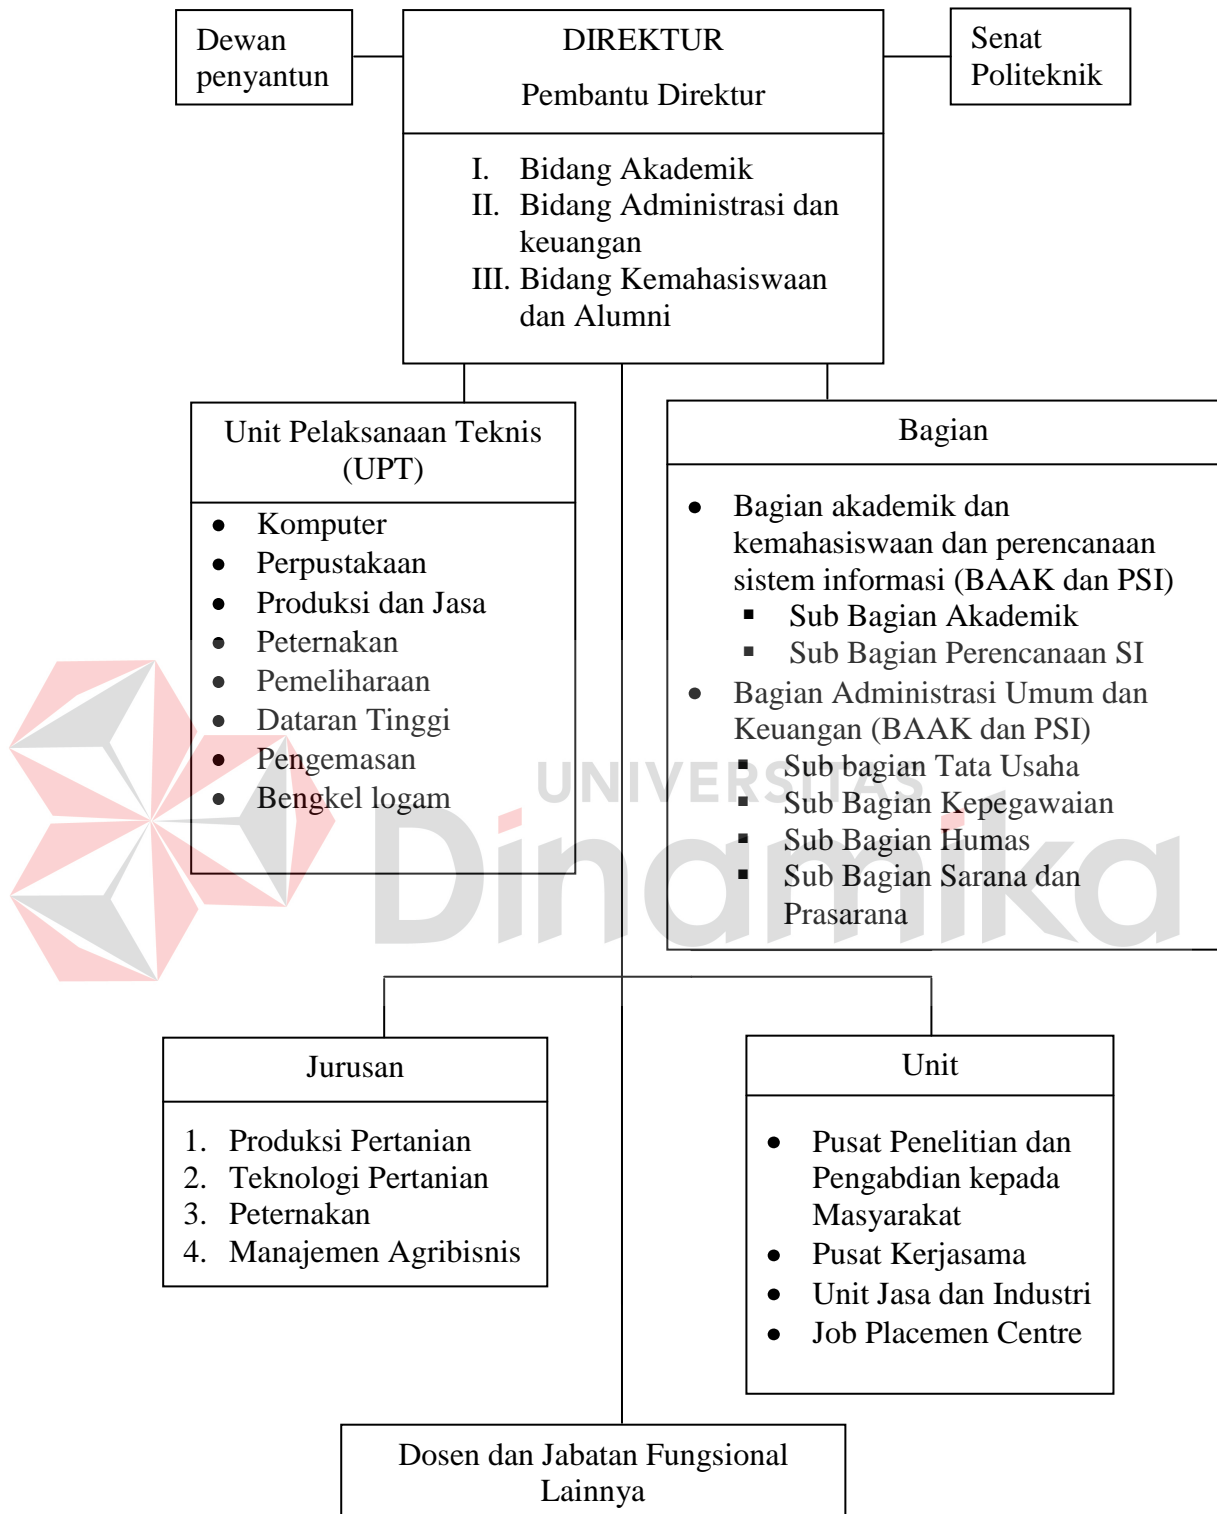 Dewan
penyantun
DIREKTUR
Pembantu Direktur
Senat
Politeknik
I. Bidang Akademik
II. Bidang Administrasi dan
keuangan
III. Bidang Kemahasiswaan
dan Alumni
Unit Pelaksanaan Teknis
(UPT)
● Komputer
● Perpustakaan
● Produksi dan Jasa
● Peternakan
● Pemeliharaan
● Dataran Tinggi
● Pengemasan
● Bengkel logam
Bagian
● Bagian akademik dan
kemahasiswaan dan perencanaan
sistem informasi (BAAK dan PSI)
▪ Sub Bagian Akademik
▪ Sub Bagian Perencanaan SI
● Bagian Administrasi Umum dan
Keuangan (BAAK dan PSI)
▪ Sub bagian Tata Usaha
▪ Sub Bagian Kepegawaian
▪ Sub Bagian Humas
▪ Sub Bagian Sarana dan
Prasarana
UNIVERSITAS
Dinamika
Jurusan
1. Produksi Pertanian
2. Teknologi Pertanian
3. Peternakan
4. Manajemen Agribisnis
Unit
● Pusat Penelitian dan
Pengabdian kepada
Masyarakat
● Pusat Kerjasama
● Unit Jasa dan Industri
● Job Placemen Centre
Dosen dan Jabatan Fungsional
Lainnya